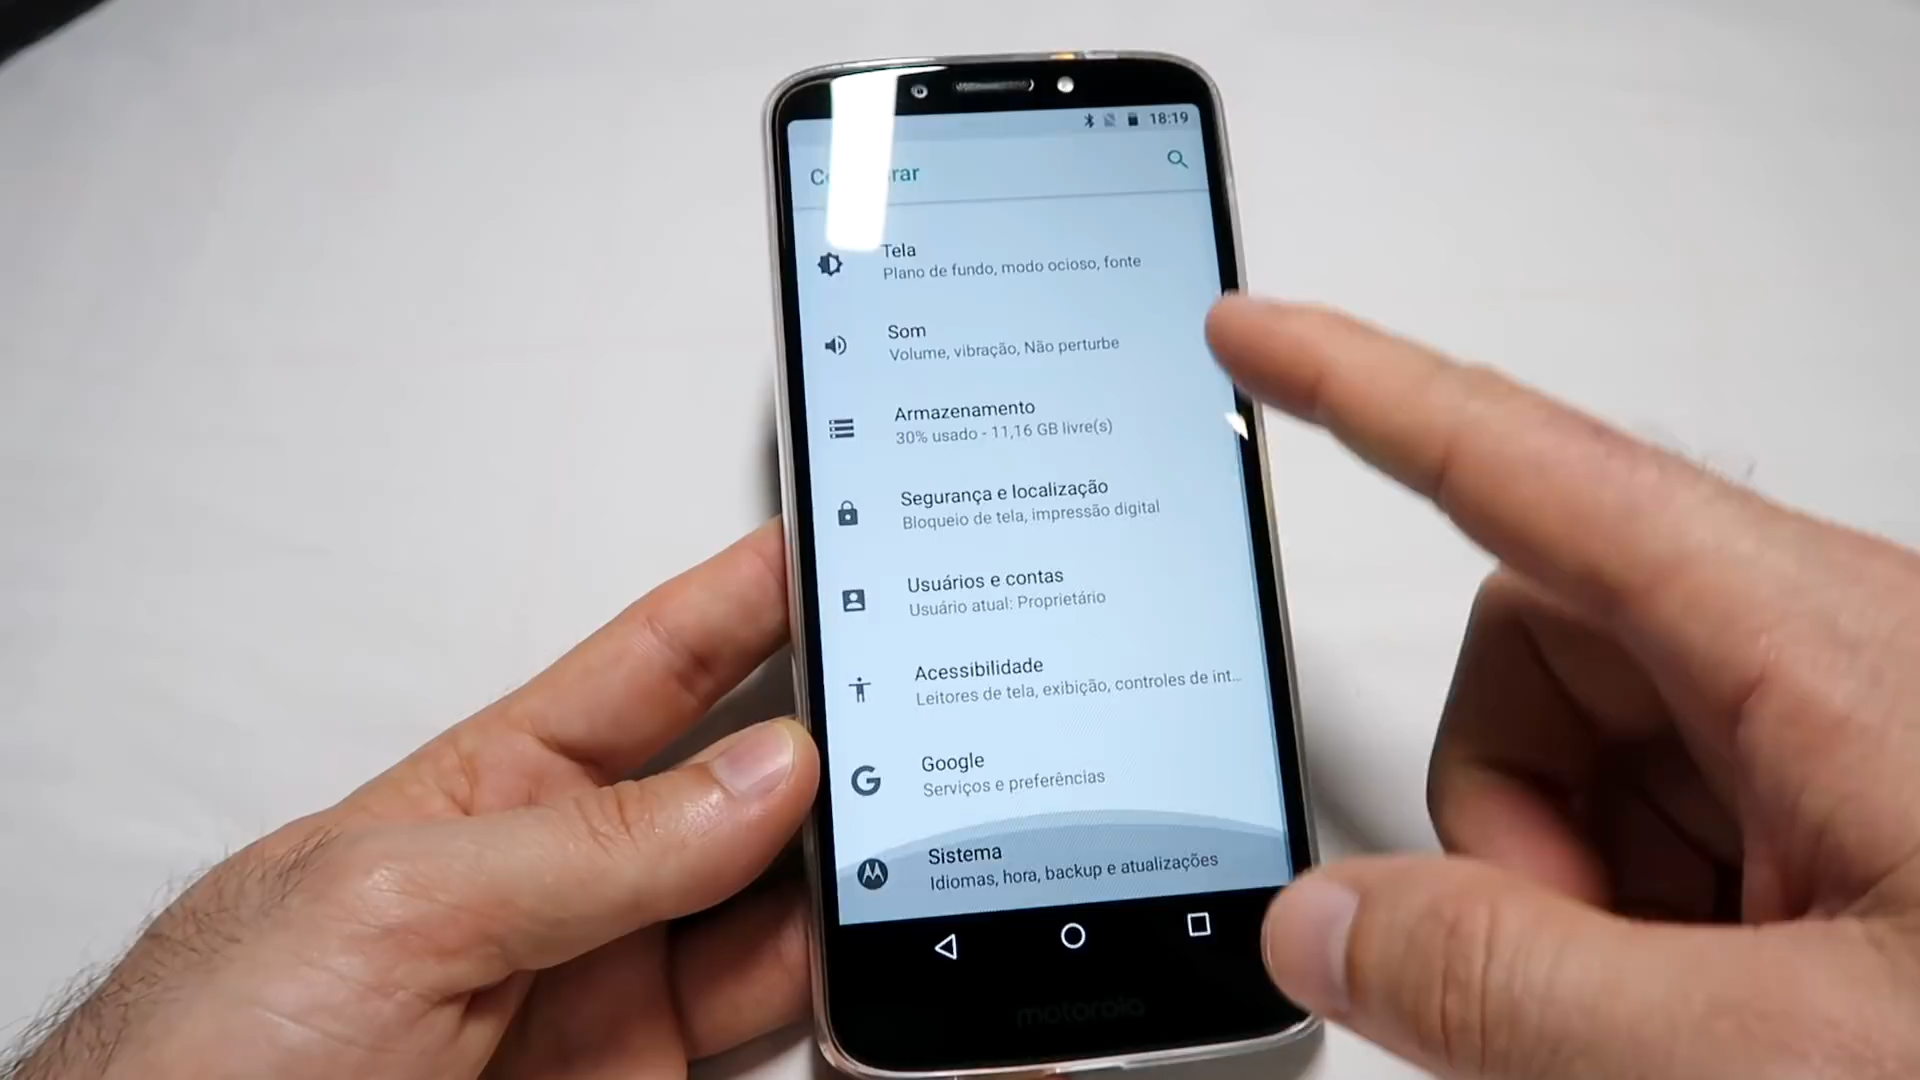 18:19
Tela
Plano de fundo, modo ocioso, fonte
Som
Volume, vibração, Não perturbe
Armazenamento
30% usado - 11,16 GB livre(s)
Segurança e localização
Bloqueio de tela, impressão digital
Usuários e contas
Usuário atual: Proprietário
Acessibilidade
Leitores de tela, exibição, controles de int...
Google
Serviços e preferências
Sistema
Idiomas, hora, backup e atualizações
motorola